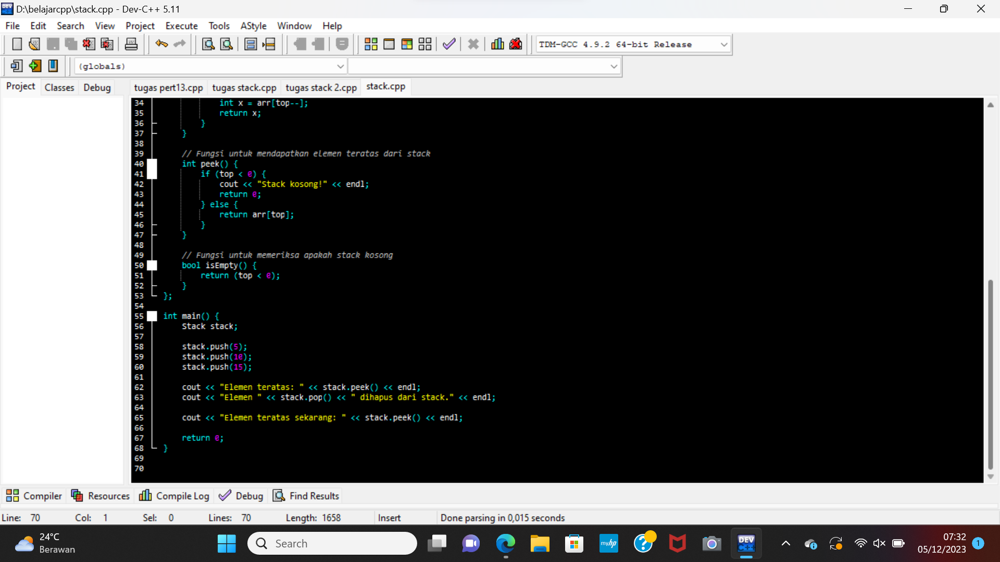 D:\belajarcpp\stack.cpp - Dev-C++ 5.11
File Edit Search View Project Execute Tools AStyle Window Help
TDM-GCC 4.9.2 64-bit Release
(globals)
Project Classes Debug
tugas pert13.cpp tugas stack.cpp tugas stack 2.cpp stack.cpp
34 int x = arr[top--];
35 return x;
36 }
37 }
38
39 // Fungsi untuk mendapatkan elemen teratas dari stack
40 int peek() {
41 if (top < 0) {
42 cout << "Stack kosong!" << endl;
43 return 0;
44 } else {
45 return arr[top];
46 }
47 }
48
49 // Fungsi untuk memeriksa apakah stack kosong
50 bool isEmpty() {
51 return (top < 0);
52 }
53 };
54
55 int main() {
56 Stack stack;
57
58 stack.push(5);
59 stack.push(10);
60 stack.push(15);
61
62 cout << "Elemen teratas: " << stack.peek() << endl;
63 cout << "Elemen " << stack.pop() << " dihapus dari stack." << endl;
64
65 cout << "Elemen teratas sekarang: " << stack.peek() << endl;
66
67 return 0;
68 }
69
70
Compiler Resources Compile Log Debug Find Results
Line: 70 Col: 1 Sel: 0 Lines: 70 Length: 1658 Insert Done parsing in 0,015 seconds
24°C
Berawan
Search
myhp
DEV
C++
07:32
05/12/2023
1